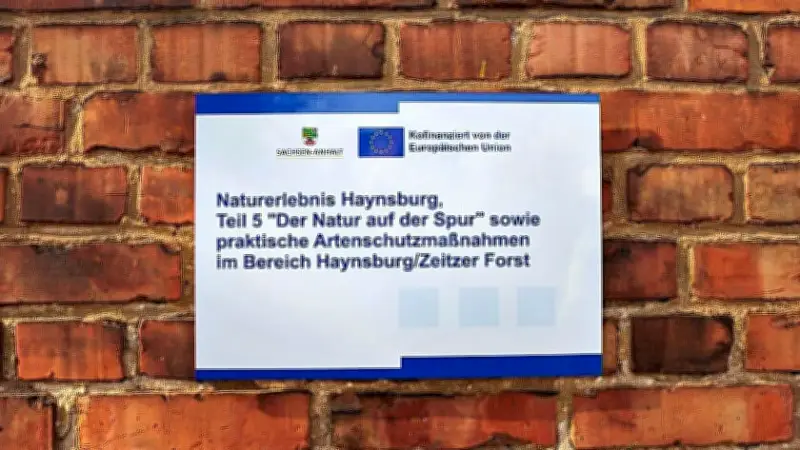 SACHSEN-ANHALT
Kofinanziert von der
Europäischen Union
Naturerlebnis Haynsburg,
Teil 5 "Der Natur auf der Spur" sowie
praktische Artenschutzmaßnahmen
im Bereich Haynsburg/Zeitzer Forst